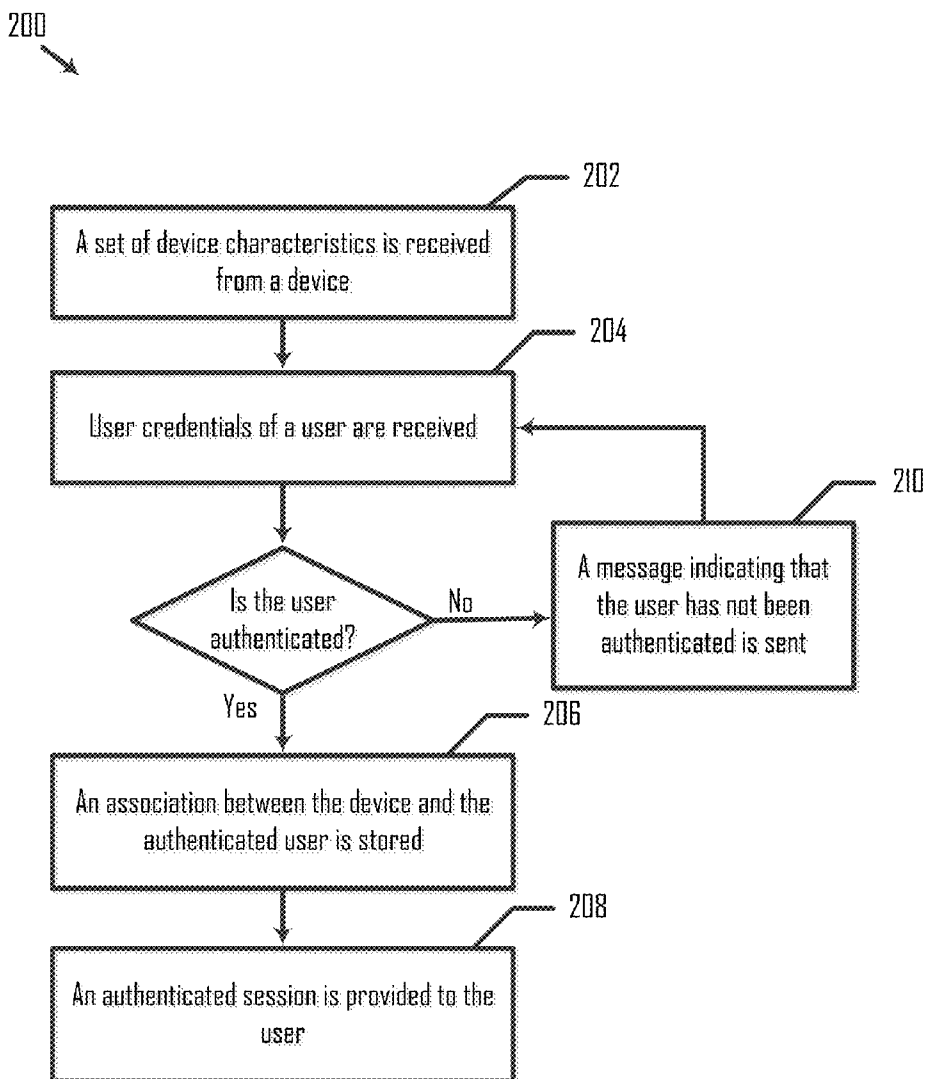 200
202
A set of device characteristics is received
from a device
204
User credentials of a user are received
210
A message indicating that
the user has not been
authenticated is sent
Is the user
authenticated?
No
Yes
206
An association between the device and the
authenticated user is stored
208
An authenticated session is provided to the
user